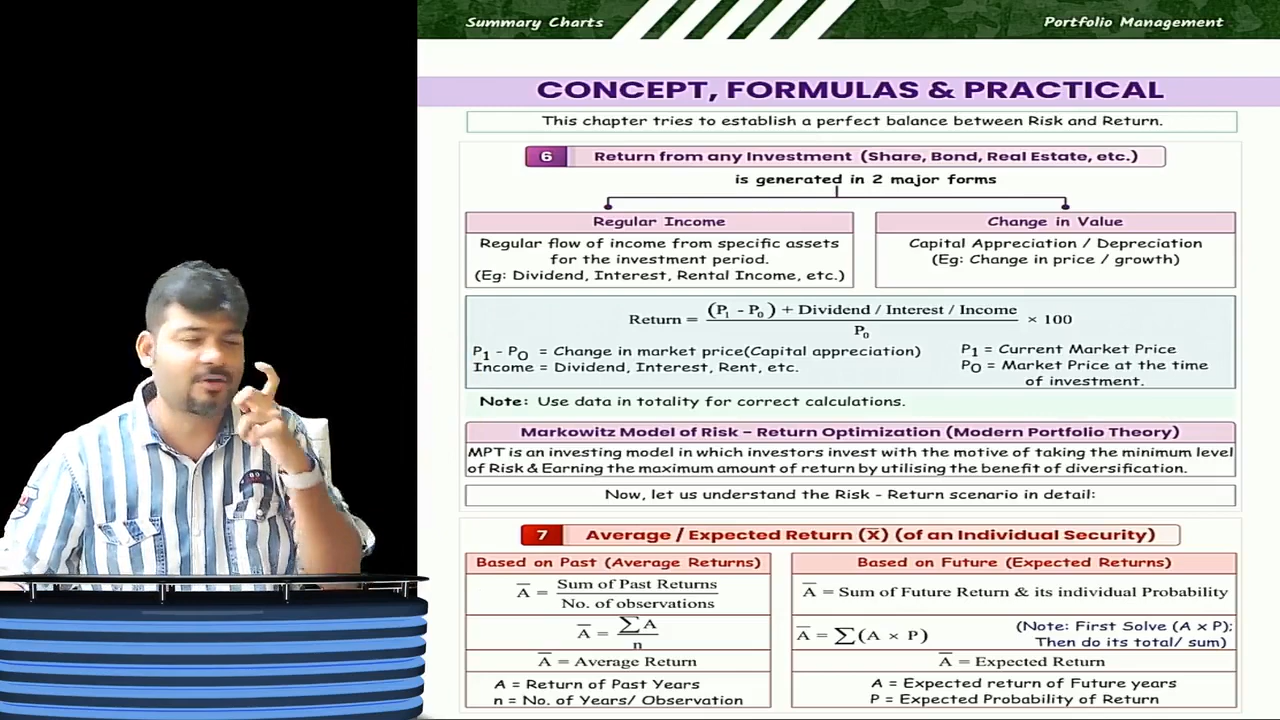 Summary Charts
Portfolio Management
CONCEPT, FORMULAS & PRACTICAL
This chapter tries to establish a perfect balance between Risk and Return.
6 Return from any Investment (Share, Bond, Real Estate, etc.)
is generated in 2 major forms
Regular Income
Regular flow of income from specific assets
for the investment period.
(Eg: Dividend, Interest, Rental Income, etc.)
Change in Value
Capital Appreciation / Depreciation
(Eg: Change in price / growth)
Return = (P₁ - P₀) + Dividend / Interest / Income / P₀ × 100
P₁ - P₀ = Change in market price(Capital appreciation)
Income = Dividend, Interest, Rent, etc.
P₁ = Current Market Price
P₀ = Market Price at the time
of investment.
Note: Use data in totality for correct calculations.
Markowitz Model of Risk – Return Optimization (Modern Portfolio Theory)
MPT is an investing model in which investors invest with the motive of taking the minimum level
of Risk & Earning the maximum amount of return by utilising the benefit of diversification.
Now, let us understand the Risk - Return scenario in detail:
7 Average / Expected Return (X̅) (of an Individual Security)
Based on Past (Average Returns)
A̅ = Sum of Past Returns / No. of observations
A̅ = ∑A / n
A̅ = Average Return
A = Return of Past Years
n = No. of Years/ Observation
Based on Future (Expected Returns)
A̅ = Sum of Future Return & its individual Probability
A̅ = ∑(A × P)
(Note: First Solve (A x P);
Then do its total/ sum)
A̅ = Expected Return
A = Expected return of Future years
P = Expected Probability of Return